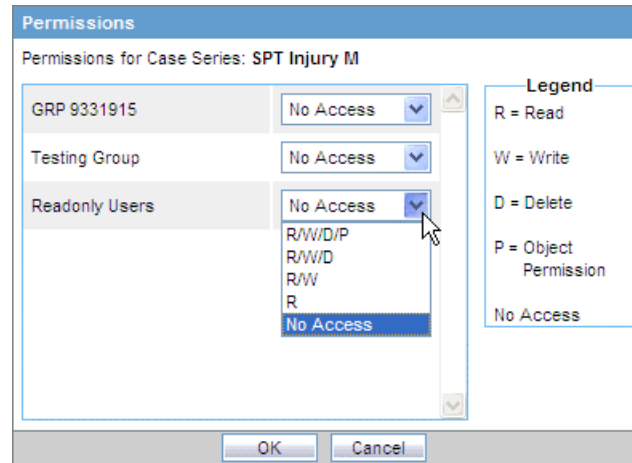 Permissions
Permissions for Case Series: SPT Injury M
GRP 9331915 No Access
Testing Group No Access
Readonly Users No Access
R/W/D/P
R/W/D
R/W
R
No Access
Legend
R = Read
W = Write
D = Delete
P = Object
Permission
No Access
OK Cancel